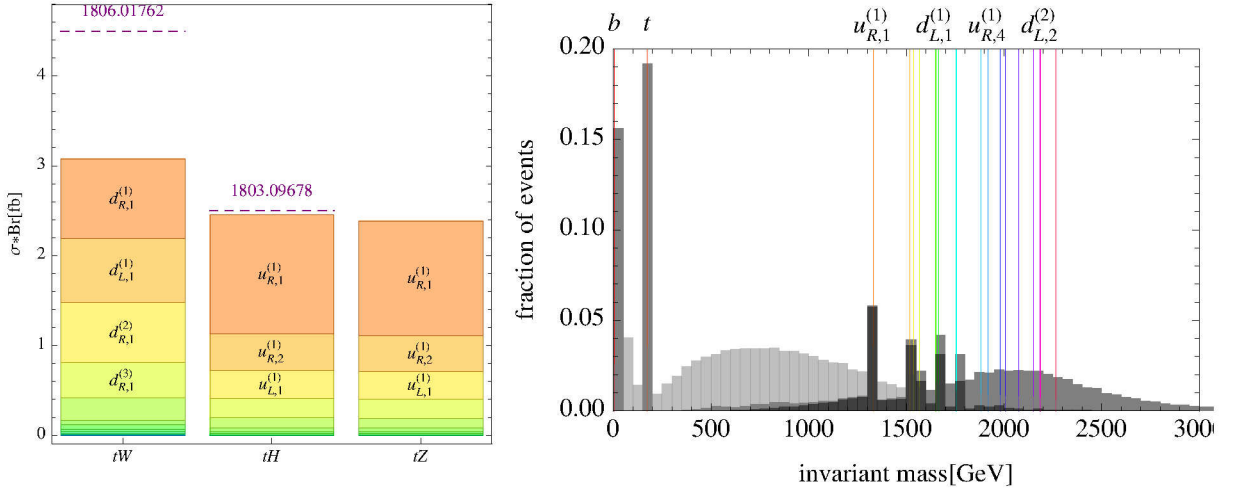 1806.01762
4
3
2
1
0
σ*Br[fb]
d_{R,1}^{(1)}
d_{L,1}^{(1)}
d_{R,1}^{(2)}
d_{R,1}^{(3)}
1803.09678
u_{R,1}^{(1)}
u_{R,2}^{(1)}
u_{L,1}^{(1)}
u_{R,1}^{(1)}
u_{R,2}^{(1)}
u_{L,1}^{(1)}
tW tH tZ
b t u_{R,1}^{(1)} d_{L,1}^{(1)} u_{R,4}^{(1)} d_{L,2}^{(2)}
0.20
0.15
0.10
0.05
0.00
fraction of events
0 500 1000 1500 2000 2500 3000
invariant mass[GeV]